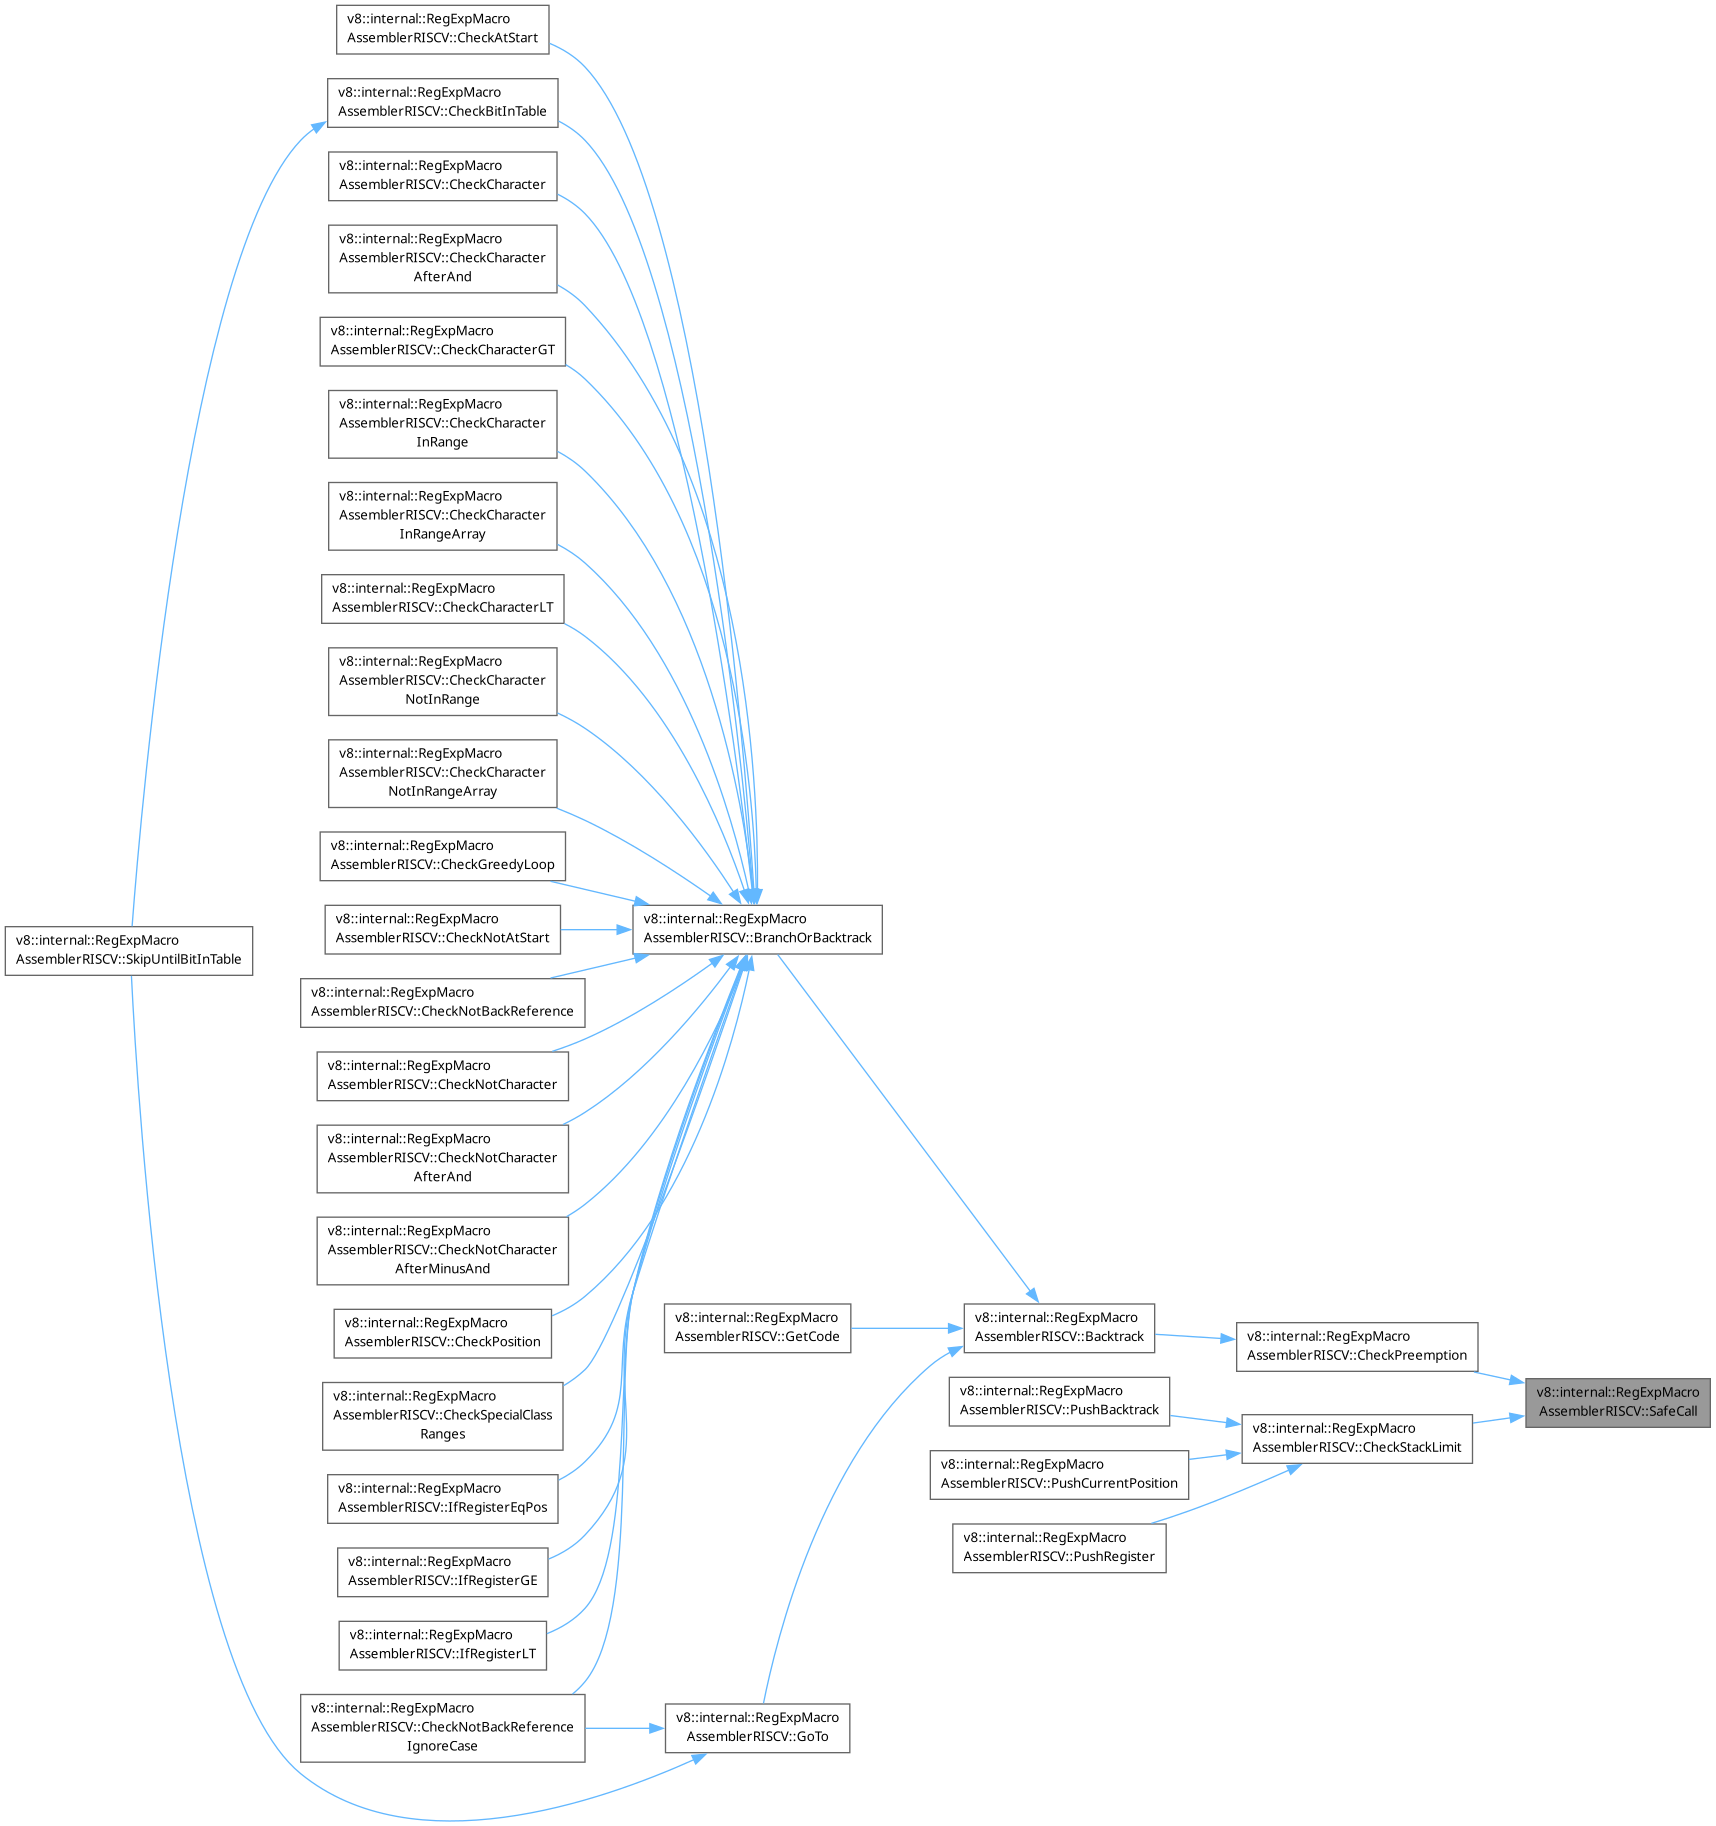 v8::internal::RegExpMacro
AssemblerRISCV::CheckAtStart
v8::internal::RegExpMacro
AssemblerRISCV::CheckBitInTable
v8::internal::RegExpMacro
AssemblerRISCV::CheckCharacter
v8::internal::RegExpMacro
AssemblerRISCV::CheckCharacter
AfterAnd
v8::internal::RegExpMacro
AssemblerRISCV::CheckCharacterGT
v8::internal::RegExpMacro
AssemblerRISCV::CheckCharacter
InRange
v8::internal::RegExpMacro
AssemblerRISCV::CheckCharacter
InRangeArray
v8::internal::RegExpMacro
AssemblerRISCV::CheckCharacterLT
v8::internal::RegExpMacro
AssemblerRISCV::CheckCharacter
NotInRange
v8::internal::RegExpMacro
AssemblerRISCV::CheckCharacter
NotInRangeArray
v8::internal::RegExpMacro
AssemblerRISCV::CheckGreedyLoop
v8::internal::RegExpMacro
AssemblerRISCV::CheckNotAtStart
v8::internal::RegExpMacro
AssemblerRISCV::BranchOrBacktrack
v8::internal::RegExpMacro
AssemblerRISCV::SkipUntilBitInTable
v8::internal::RegExpMacro
AssemblerRISCV::CheckNotBackReference
v8::internal::RegExpMacro
AssemblerRISCV::CheckNotCharacter
v8::internal::RegExpMacro
AssemblerRISCV::CheckNotCharacter
AfterAnd
v8::internal::RegExpMacro
AssemblerRISCV::CheckNotCharacter
AfterMinusAnd
v8::internal::RegExpMacro
AssemblerRISCV::CheckPosition
v8::internal::RegExpMacro
AssemblerRISCV::GetCode
v8::internal::RegExpMacro
AssemblerRISCV::Backtrack
v8::internal::RegExpMacro
AssemblerRISCV::CheckPreemption
v8::internal::RegExpMacro
AssemblerRISCV::SafeCall
v8::internal::RegExpMacro
AssemblerRISCV::PushBacktrack
v8::internal::RegExpMacro
AssemblerRISCV::CheckStackLimit
v8::internal::RegExpMacro
AssemblerRISCV::PushCurrentPosition
v8::internal::RegExpMacro
AssemblerRISCV::PushRegister
v8::internal::RegExpMacro
AssemblerRISCV::CheckSpecialClass
Ranges
v8::internal::RegExpMacro
AssemblerRISCV::IfRegisterEqPos
v8::internal::RegExpMacro
AssemblerRISCV::IfRegisterGE
v8::internal::RegExpMacro
AssemblerRISCV::IfRegisterLT
v8::internal::RegExpMacro
AssemblerRISCV::CheckNotBackReference
IgnoreCase
v8::internal::RegExpMacro
AssemblerRISCV::GoTo